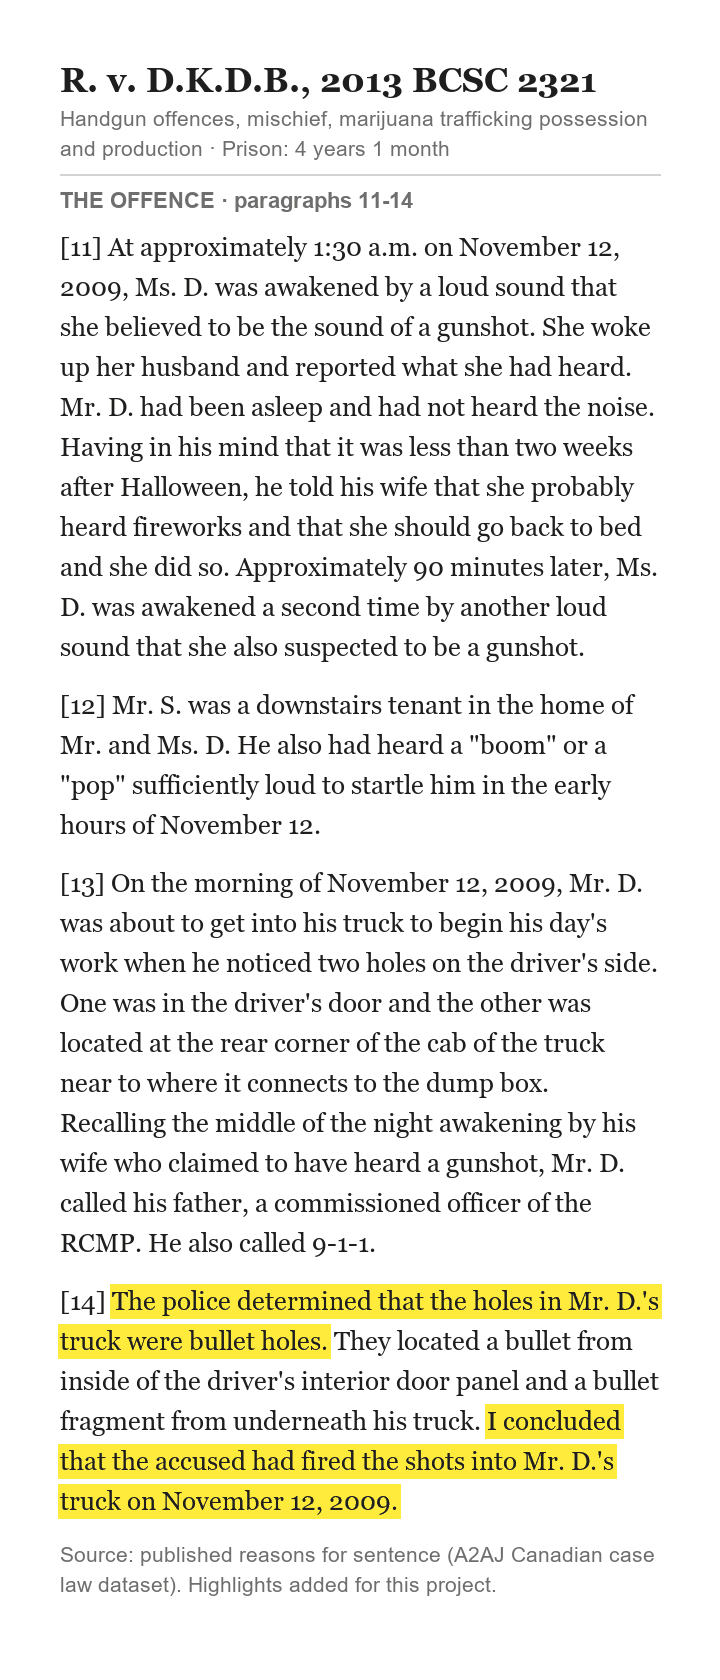 R. v. D.K.D.B., 2013 BCSC 2321
Handgun offences, mischief, marijuana trafficking possession
and production · Prison: 4 years 1 month
THE OFFENCE · paragraphs 11-14
[11] At approximately 1:30 a.m. on November 12,
2009, Ms. D. was awakened by a loud sound that
she believed to be the sound of a gunshot. She woke
up her husband and reported what she had heard.
Mr. D. had been asleep and had not heard the noise.
Having in his mind that it was less than two weeks
after Halloween, he told his wife that she probably
heard fireworks and that she should go back to bed
and she did so. Approximately 90 minutes later, Ms.
D. was awakened a second time by another loud
sound that she also suspected to be a gunshot.
[12] Mr. S. was a downstairs tenant in the home of
Mr. and Ms. D. He also had heard a "boom" or a
"pop" sufficiently loud to startle him in the early
hours of November 12.
[13] On the morning of November 12, 2009, Mr. D.
was about to get into his truck to begin his day's
work when he noticed two holes on the driver's side.
One was in the driver's door and the other was
located at the rear corner of the cab of the truck
near to where it connects to the dump box.
Recalling the middle of the night awakening by his
wife who claimed to have heard a gunshot, Mr. D.
called his father, a commissioned officer of the
RCMP. He also called 9-1-1.
[14] The police determined that the holes in Mr. D.'s
truck were bullet holes. They located a bullet from
inside of the driver's interior door panel and a bullet
fragment from underneath his truck. I concluded
that the accused had fired the shots into Mr. D.'s
truck on November 12, 2009.
Source: published reasons for sentence (A2AJ Canadian case
law dataset). Highlights added for this project.